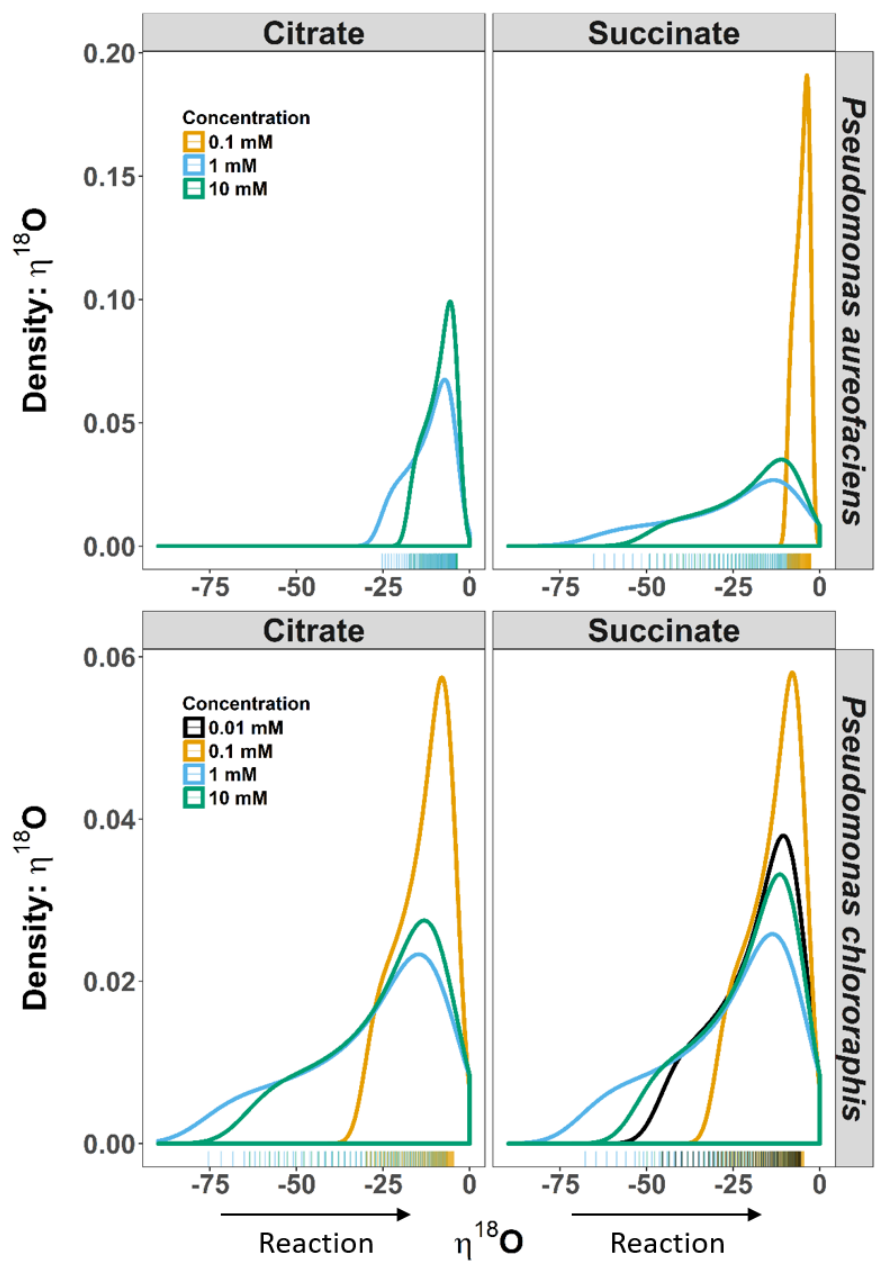 Citrate
Succinate
0.20
0.15
0.10
0.05
0.00
Density: η¹⁸O
Concentration
0.1 mM
1 mM
10 mM
Pseudomonas aureofaciens
-75
-50
-25
0
-75
-50
-25
0
Citrate
Succinate
0.06
0.04
0.02
0.00
Density: η¹⁸O
Concentration
0.01 mM
0.1 mM
1 mM
10 mM
Pseudomonas chlororaphis
-75
-50
-25
0
-75
-50
-25
0
Reaction
η¹⁸O
Reaction